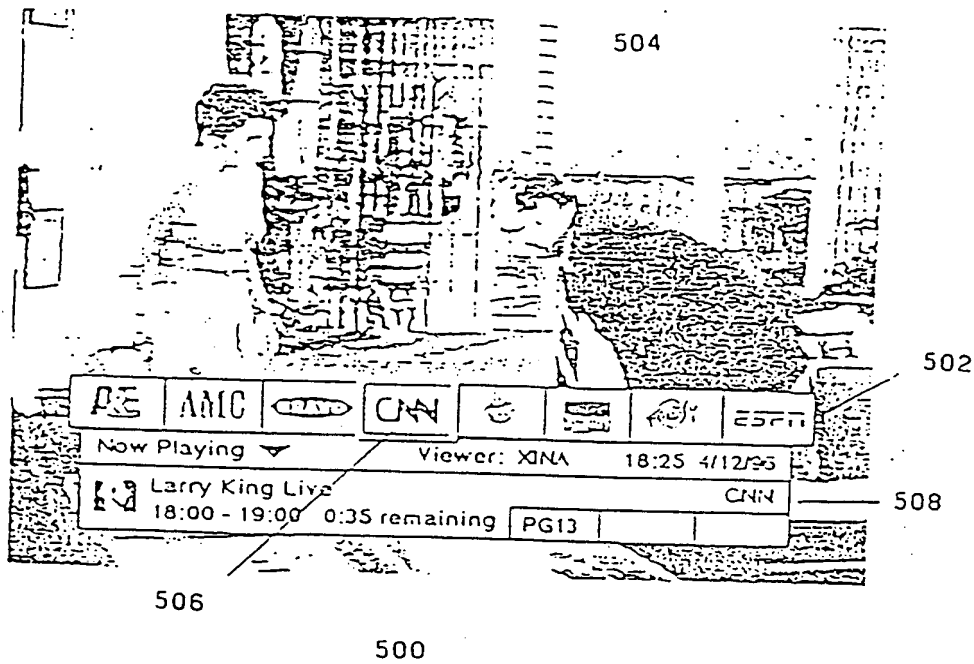 504
502
AMC CNN ESPN
Now Playing Viewer: XINA 18:25 4/12/96
Larry King Live CNN
18:00 - 19:00 0:35 remaining PG13
508
506
500